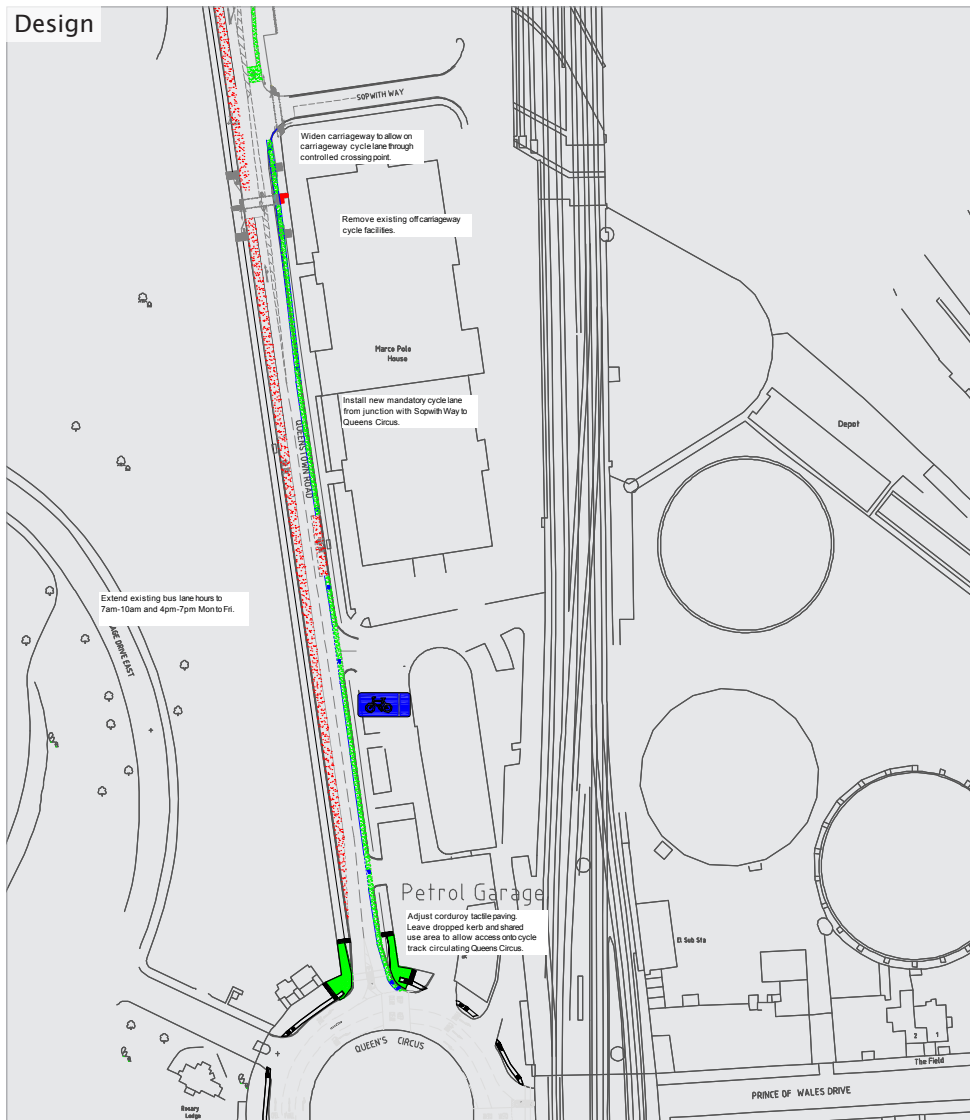 Design
SOPWITH WAY
Widen carriageway to allow on
carriageway cycle lane through
controlled crossing point.
Remove existing off carriageway
cycle facilities.
Marco Polo
House
Install new mandatory cycle lane
from junction with Sopwith Way to
Queens Circus.
QUEENSTOWN ROAD
Depot
Extend existing bus lane hours to
7am-10am and 4pm-7pm Mon to Fri.
AGE DRIVE EAST
Petrol Garage
Adjust corduroy tactile paving.
Leave dropped kerb and shared
use area to allow access onto cycle
track circulating Queens Circus.
El Sub Sta
QUEEN'S CIRCUS
2 1
The Field
PRINCE OF WALES DRIVE
Rosary
Lodge